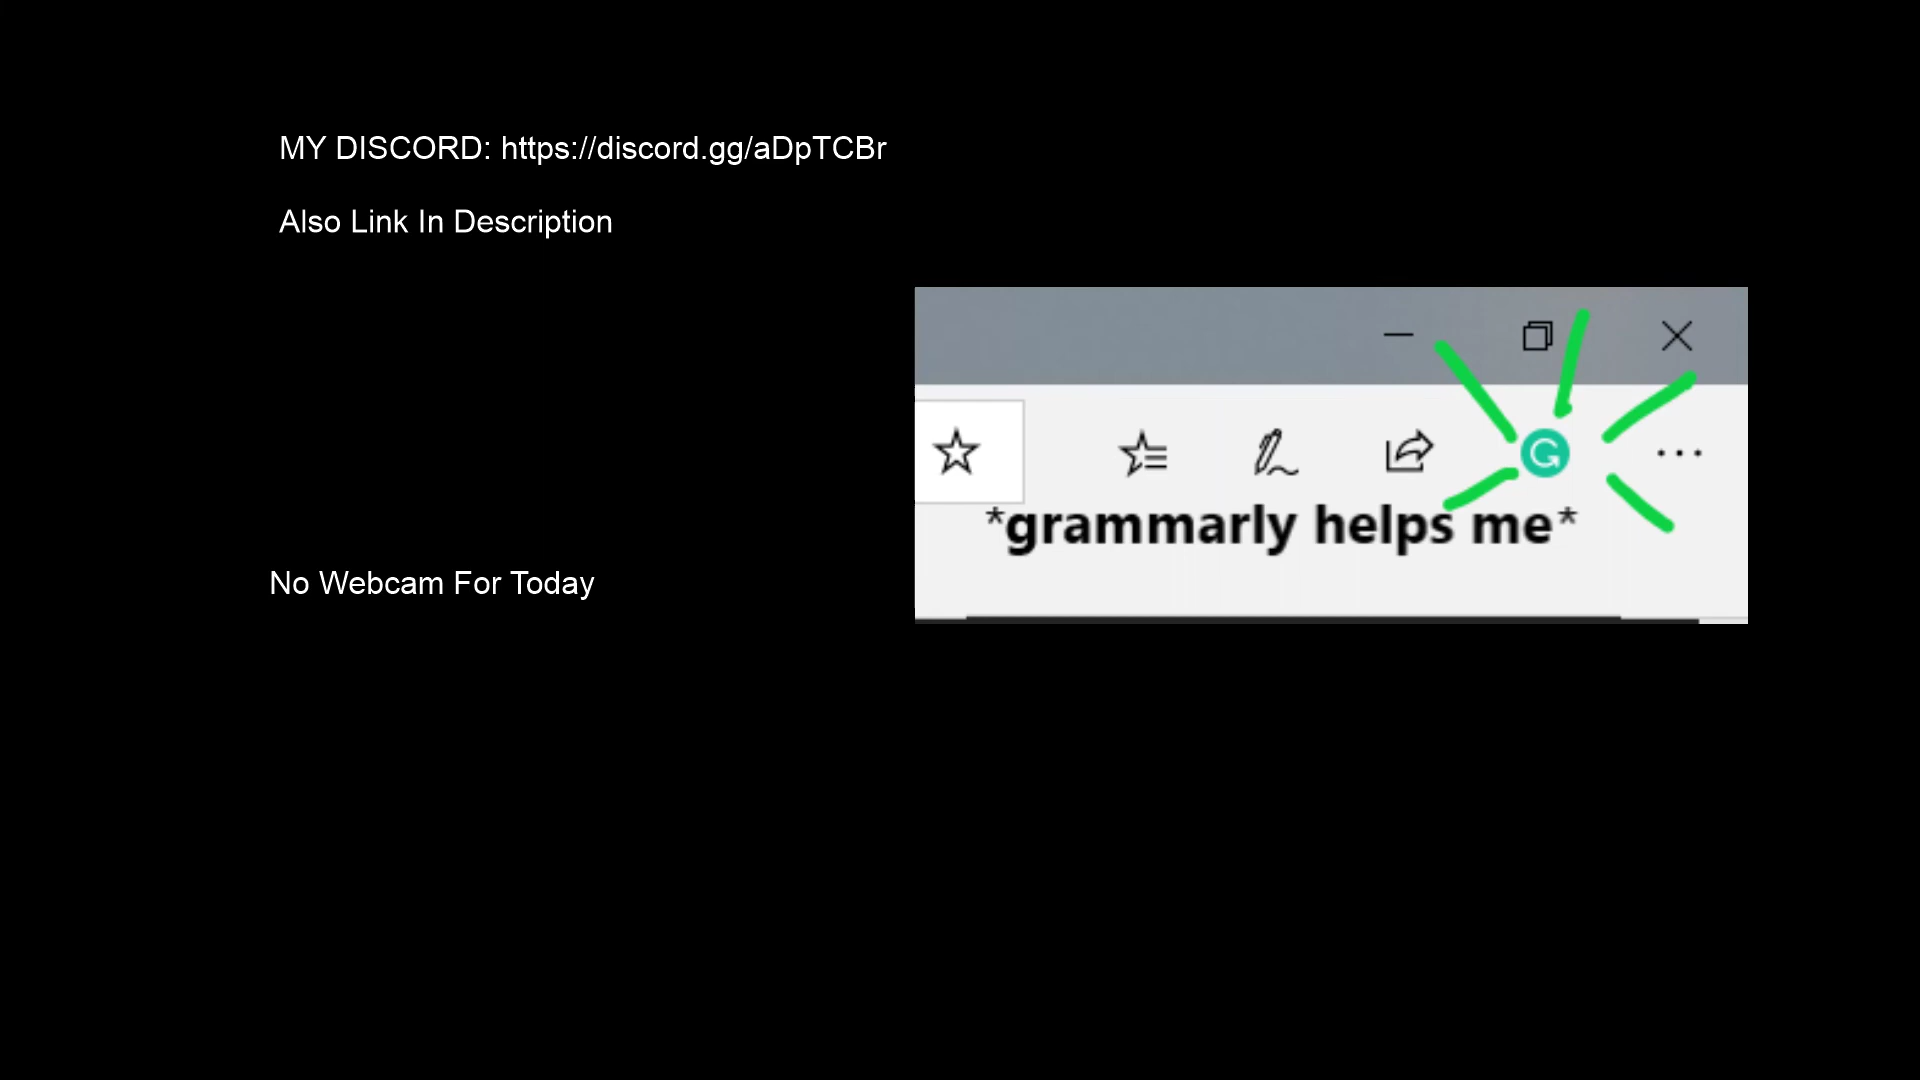 MY DISCORD: https://discord.gg/aDpTCBr
Also Link In Description
*grammarly helps me*
No Webcam For Today